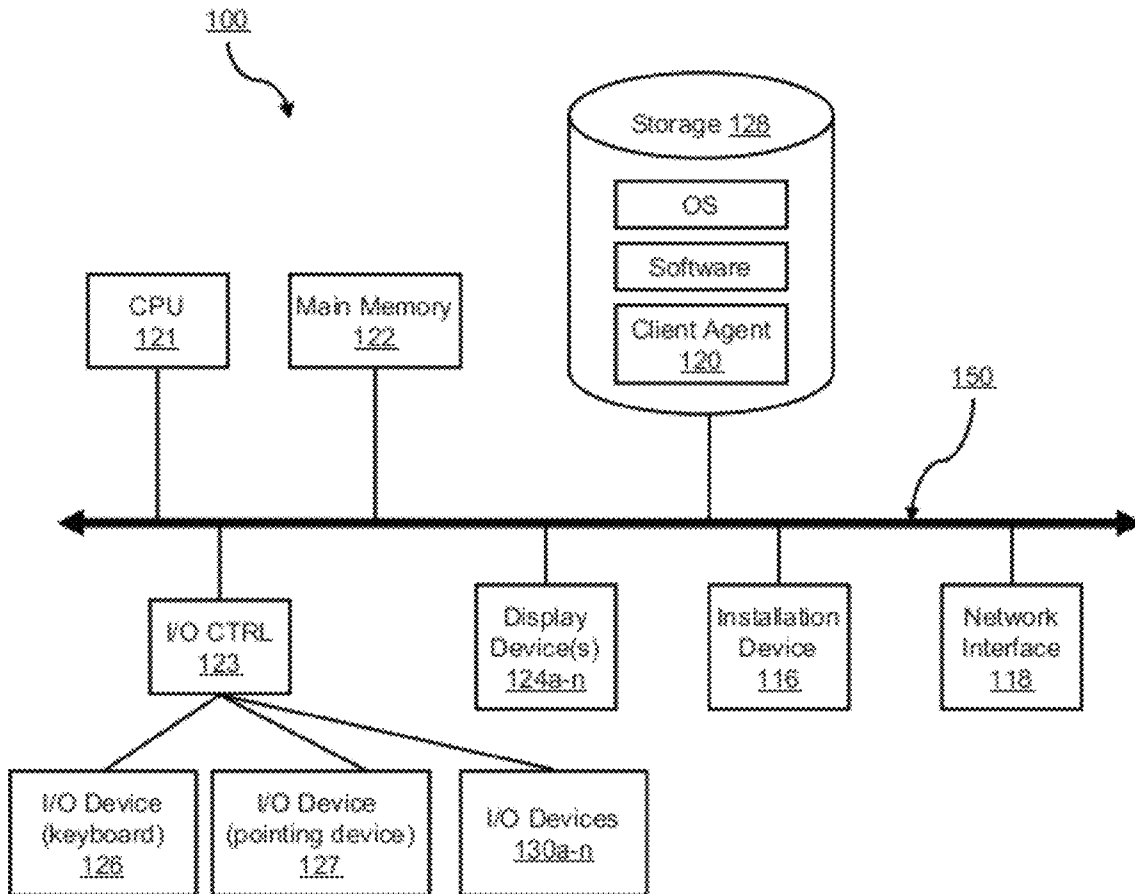 100
Storage 128
OS
Software
Client Agent
120
CPU
121
Main Memory
122
150
I/O CTRL
123
Display
Device(s)
124a-n
Installation
Device
116
Network
Interface
118
I/O Device
(keyboard)
126
I/O Device
(pointing device)
127
I/O Devices
130a-n